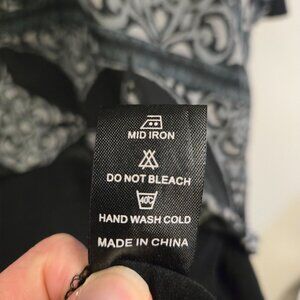 MID IRON
DO NOT BLEACH
40℃
HAND WASH COLD
MADE IN CHINA